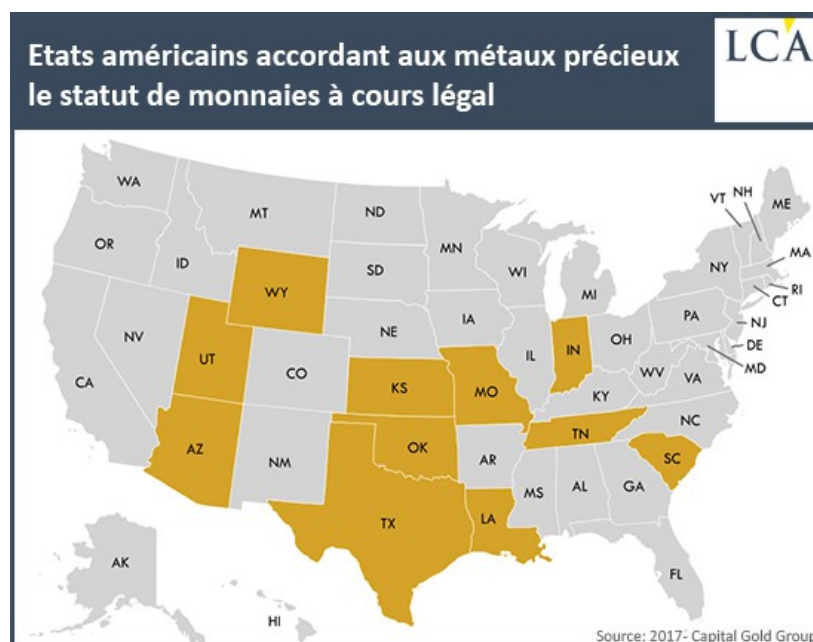 Etats américains accordant aux métaux précieux
le statut de monnaies à cours légal
LCA
WA
MT
ND
MN
VT
NH
ME
OR
ID
SD
WI
MI
NY
MA
RI
CT
WY
NE
IA
PA
NJ
DE
MD
NV
UT
CO
IL
IN
OH
WV
VA
CA
KS
MO
KY
NC
AZ
NM
OK
AR
TN
SC
TX
LA
MS
AL
GA
AK
HI
FL
Source: 2017- Capital Gold Group